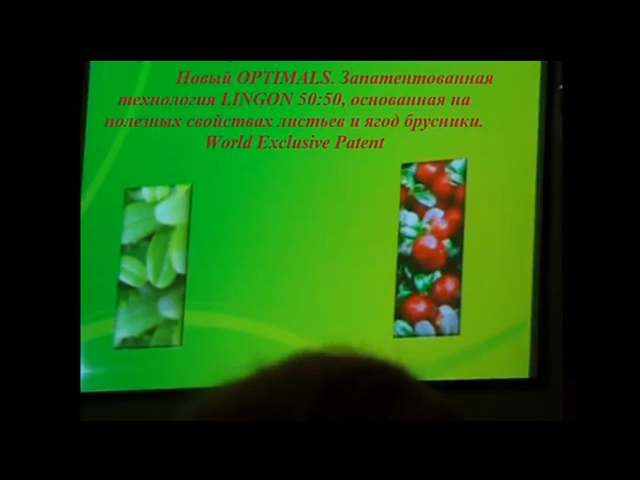 Новый OPTIMALS. Запатентованная
технология LINGON 50:50, основанная на
полезных свойствах листьев и ягод брусники.
World Exclusive Patent